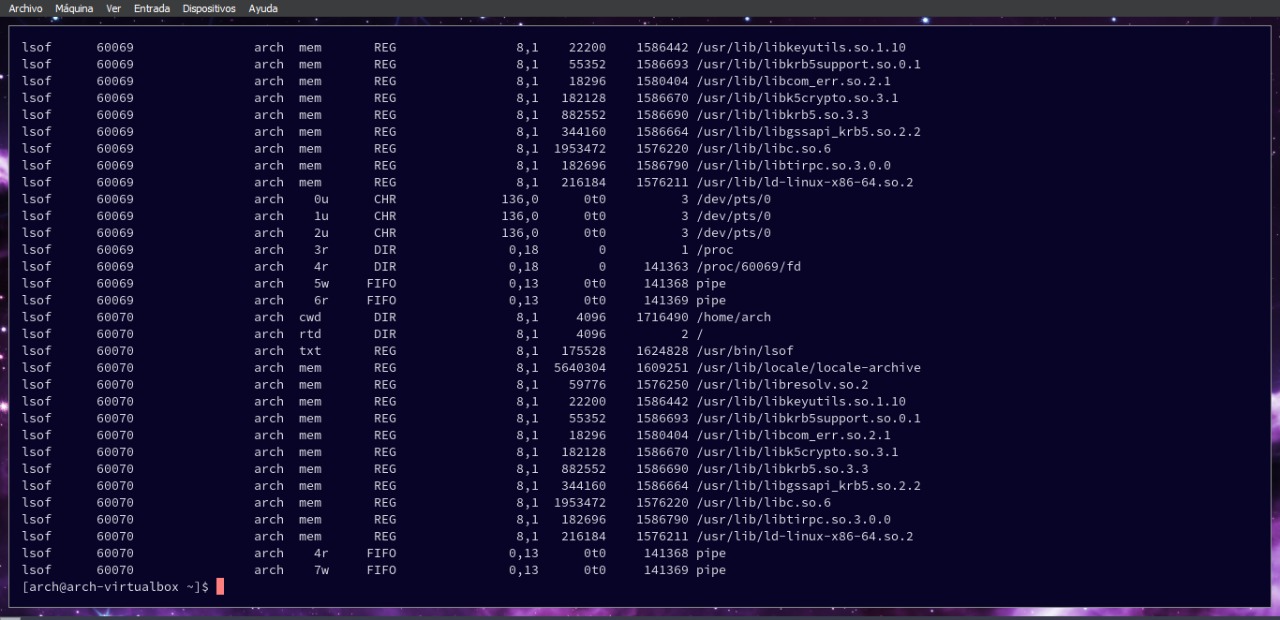 Archivo Máquina Ver Entrada Dispositivos Ayuda
lsof 60069 arch mem REG 8,1 22200 1586442 /usr/lib/libkeyutils.so.1.10
lsof 60069 arch mem REG 8,1 55352 1586693 /usr/lib/libkrb5support.so.0.1
lsof 60069 arch mem REG 8,1 18296 1580404 /usr/lib/libcom_err.so.2.1
lsof 60069 arch mem REG 8,1 182128 1586670 /usr/lib/libk5crypto.so.3.1
lsof 60069 arch mem REG 8,1 882552 1586690 /usr/lib/libkrb5.so.3.3
lsof 60069 arch mem REG 8,1 344160 1586664 /usr/lib/libgssapi_krb5.so.2.2
lsof 60069 arch mem REG 8,1 1953472 1576220 /usr/lib/libc.so.6
lsof 60069 arch mem REG 8,1 182696 1586790 /usr/lib/libtirpc.so.3.0.0
lsof 60069 arch mem REG 8,1 216184 1576211 /usr/lib/ld-linux-x86-64.so.2
lsof 60069 arch 0u CHR 136,0 0t0 3 /dev/pts/0
lsof 60069 arch 1u CHR 136,0 0t0 3 /dev/pts/0
lsof 60069 arch 2u CHR 136,0 0t0 3 /dev/pts/0
lsof 60069 arch 3r DIR 0,18 0 1 /proc
lsof 60069 arch 4r DIR 0,18 0 141363 /proc/60069/fd
lsof 60069 arch 5w FIFO 0,13 0t0 141368 pipe
lsof 60069 arch 6r FIFO 0,13 0t0 141369 pipe
lsof 60070 arch cwd DIR 8,1 4096 1716490 /home/arch
lsof 60070 arch rtd DIR 8,1 4096 2 /
lsof 60070 arch txt REG 8,1 175528 1624828 /usr/bin/lsof
lsof 60070 arch mem REG 8,1 5640304 1609251 /usr/lib/locale/locale-archive
lsof 60070 arch mem REG 8,1 59776 1576250 /usr/lib/libresolv.so.2
lsof 60070 arch mem REG 8,1 22200 1586442 /usr/lib/libkeyutils.so.1.10
lsof 60070 arch mem REG 8,1 55352 1586693 /usr/lib/libkrb5support.so.0.1
lsof 60070 arch mem REG 8,1 18296 1580404 /usr/lib/libcom_err.so.2.1
lsof 60070 arch mem REG 8,1 182128 1586670 /usr/lib/libk5crypto.so.3.1
lsof 60070 arch mem REG 8,1 882552 1586690 /usr/lib/libkrb5.so.3.3
lsof 60070 arch mem REG 8,1 344160 1586664 /usr/lib/libgssapi_krb5.so.2.2
lsof 60070 arch mem REG 8,1 1953472 1576220 /usr/lib/libc.so.6
lsof 60070 arch mem REG 8,1 182696 1586790 /usr/lib/libtirpc.so.3.0.0
lsof 60070 arch mem REG 8,1 216184 1576211 /usr/lib/ld-linux-x86-64.so.2
lsof 60070 arch 4r FIFO 0,13 0t0 141368 pipe
lsof 60070 arch 7w FIFO 0,13 0t0 141369 pipe
[arch@arch-virtualbox ~]$